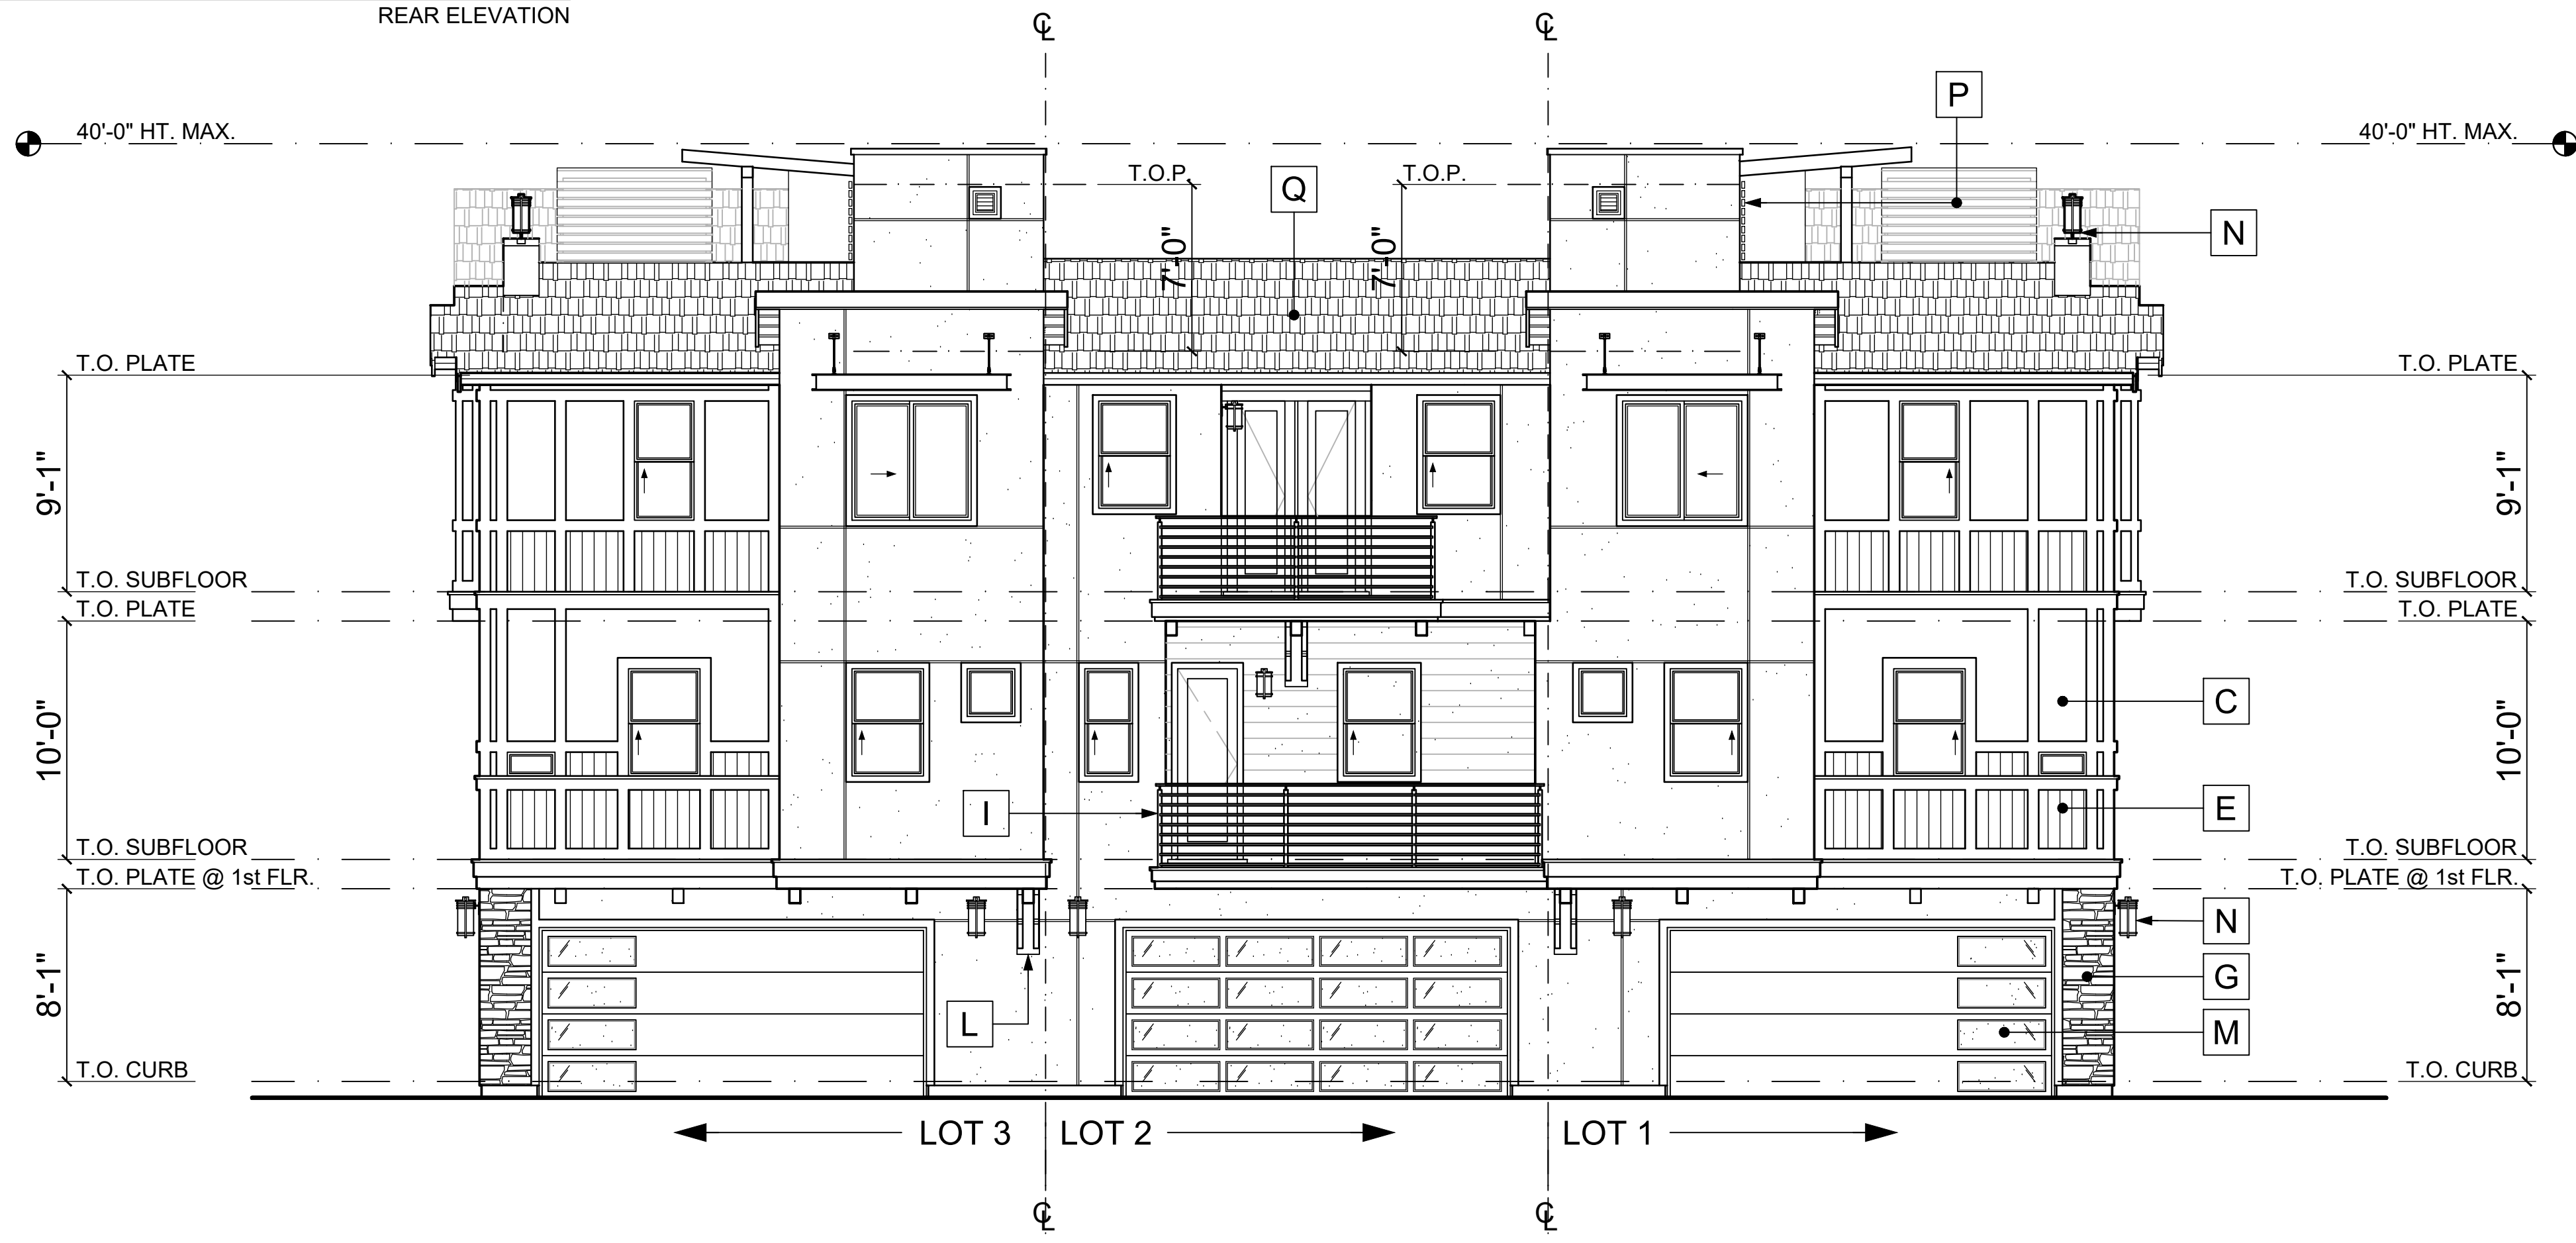 REAR ELEVATION
℄ ℄
P
40'-0" HT. MAX. 40'-0" HT. MAX.
T.O.P. T.O.P.
Q
N
7'-0" 7'-0"
T.O. PLATE T.O. PLATE
9'-1" 9'-1"
T.O. SUBFLOOR T.O. SUBFLOOR
T.O. PLATE T.O. PLATE
C
10'-0" 10'-0"
I E
T.O. SUBFLOOR T.O. SUBFLOOR
T.O. PLATE @ 1st FLR. T.O. PLATE @ 1st FLR.
N
8'-1" G 8'-1"
L M
T.O. CURB T.O. CURB
LOT 3 LOT 2 LOT 1
℄ ℄